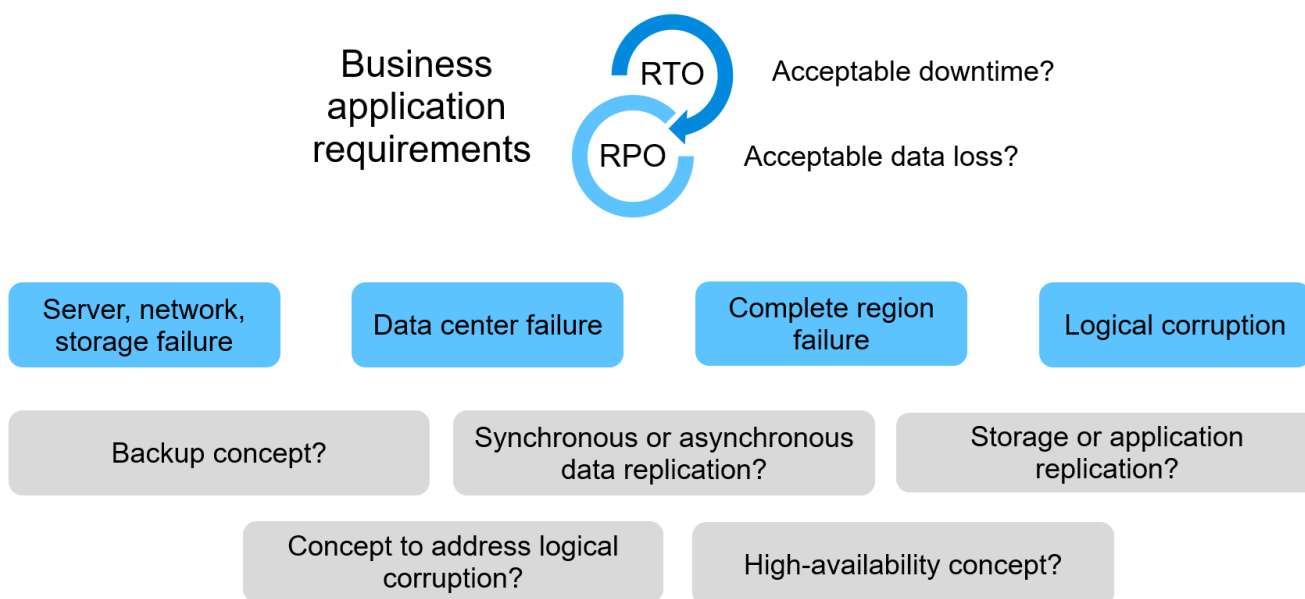 Business
application
requirements
RTO
Acceptable downtime?
RPO
Acceptable data loss?
Server, network,
storage failure
Data center failure
Complete region
failure
Logical corruption
Backup concept?
Synchronous or asynchronous
data replication?
Storage or application
replication?
Concept to address logical
corruption?
High-availability concept?